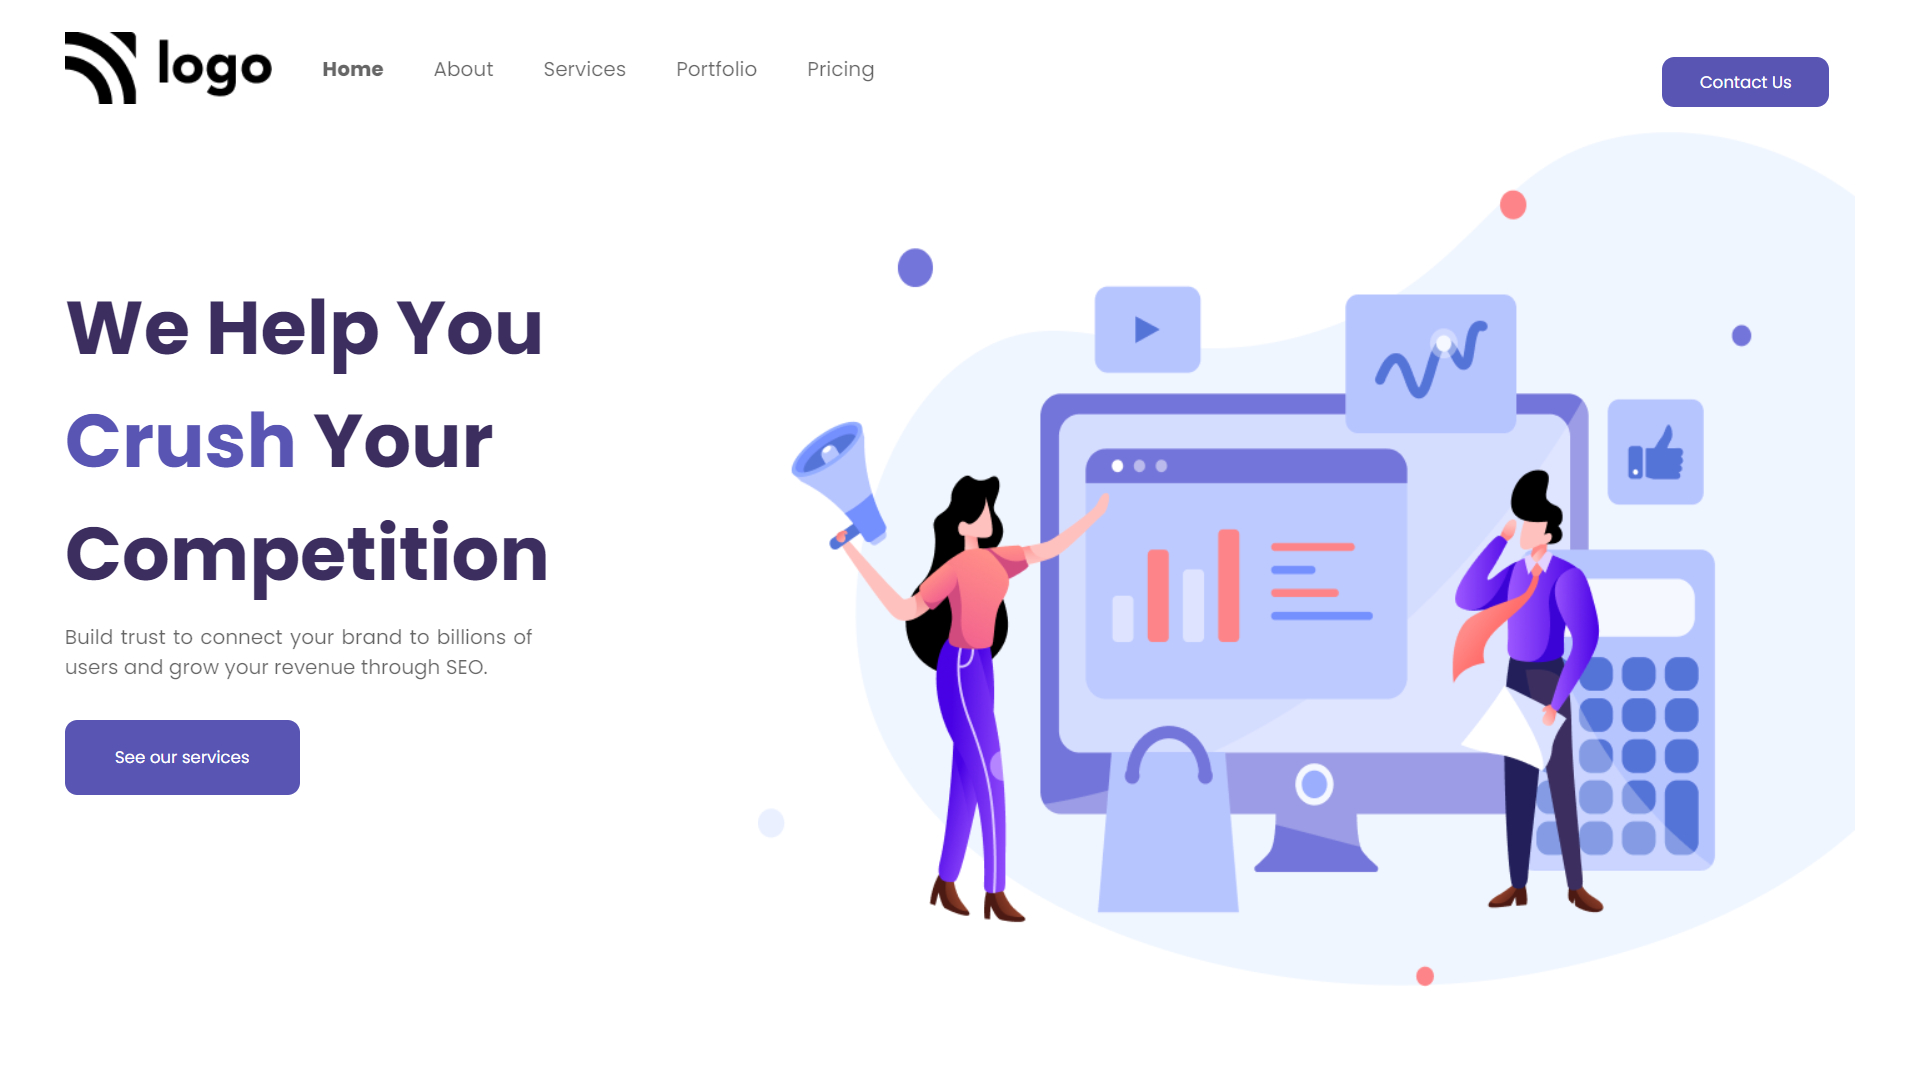 logo
Home About Services Portfolio Pricing
Contact Us
We Help You
Crush Your
Competition
Build trust to connect your brand to billions of
users and grow your revenue through SEO.
See our services